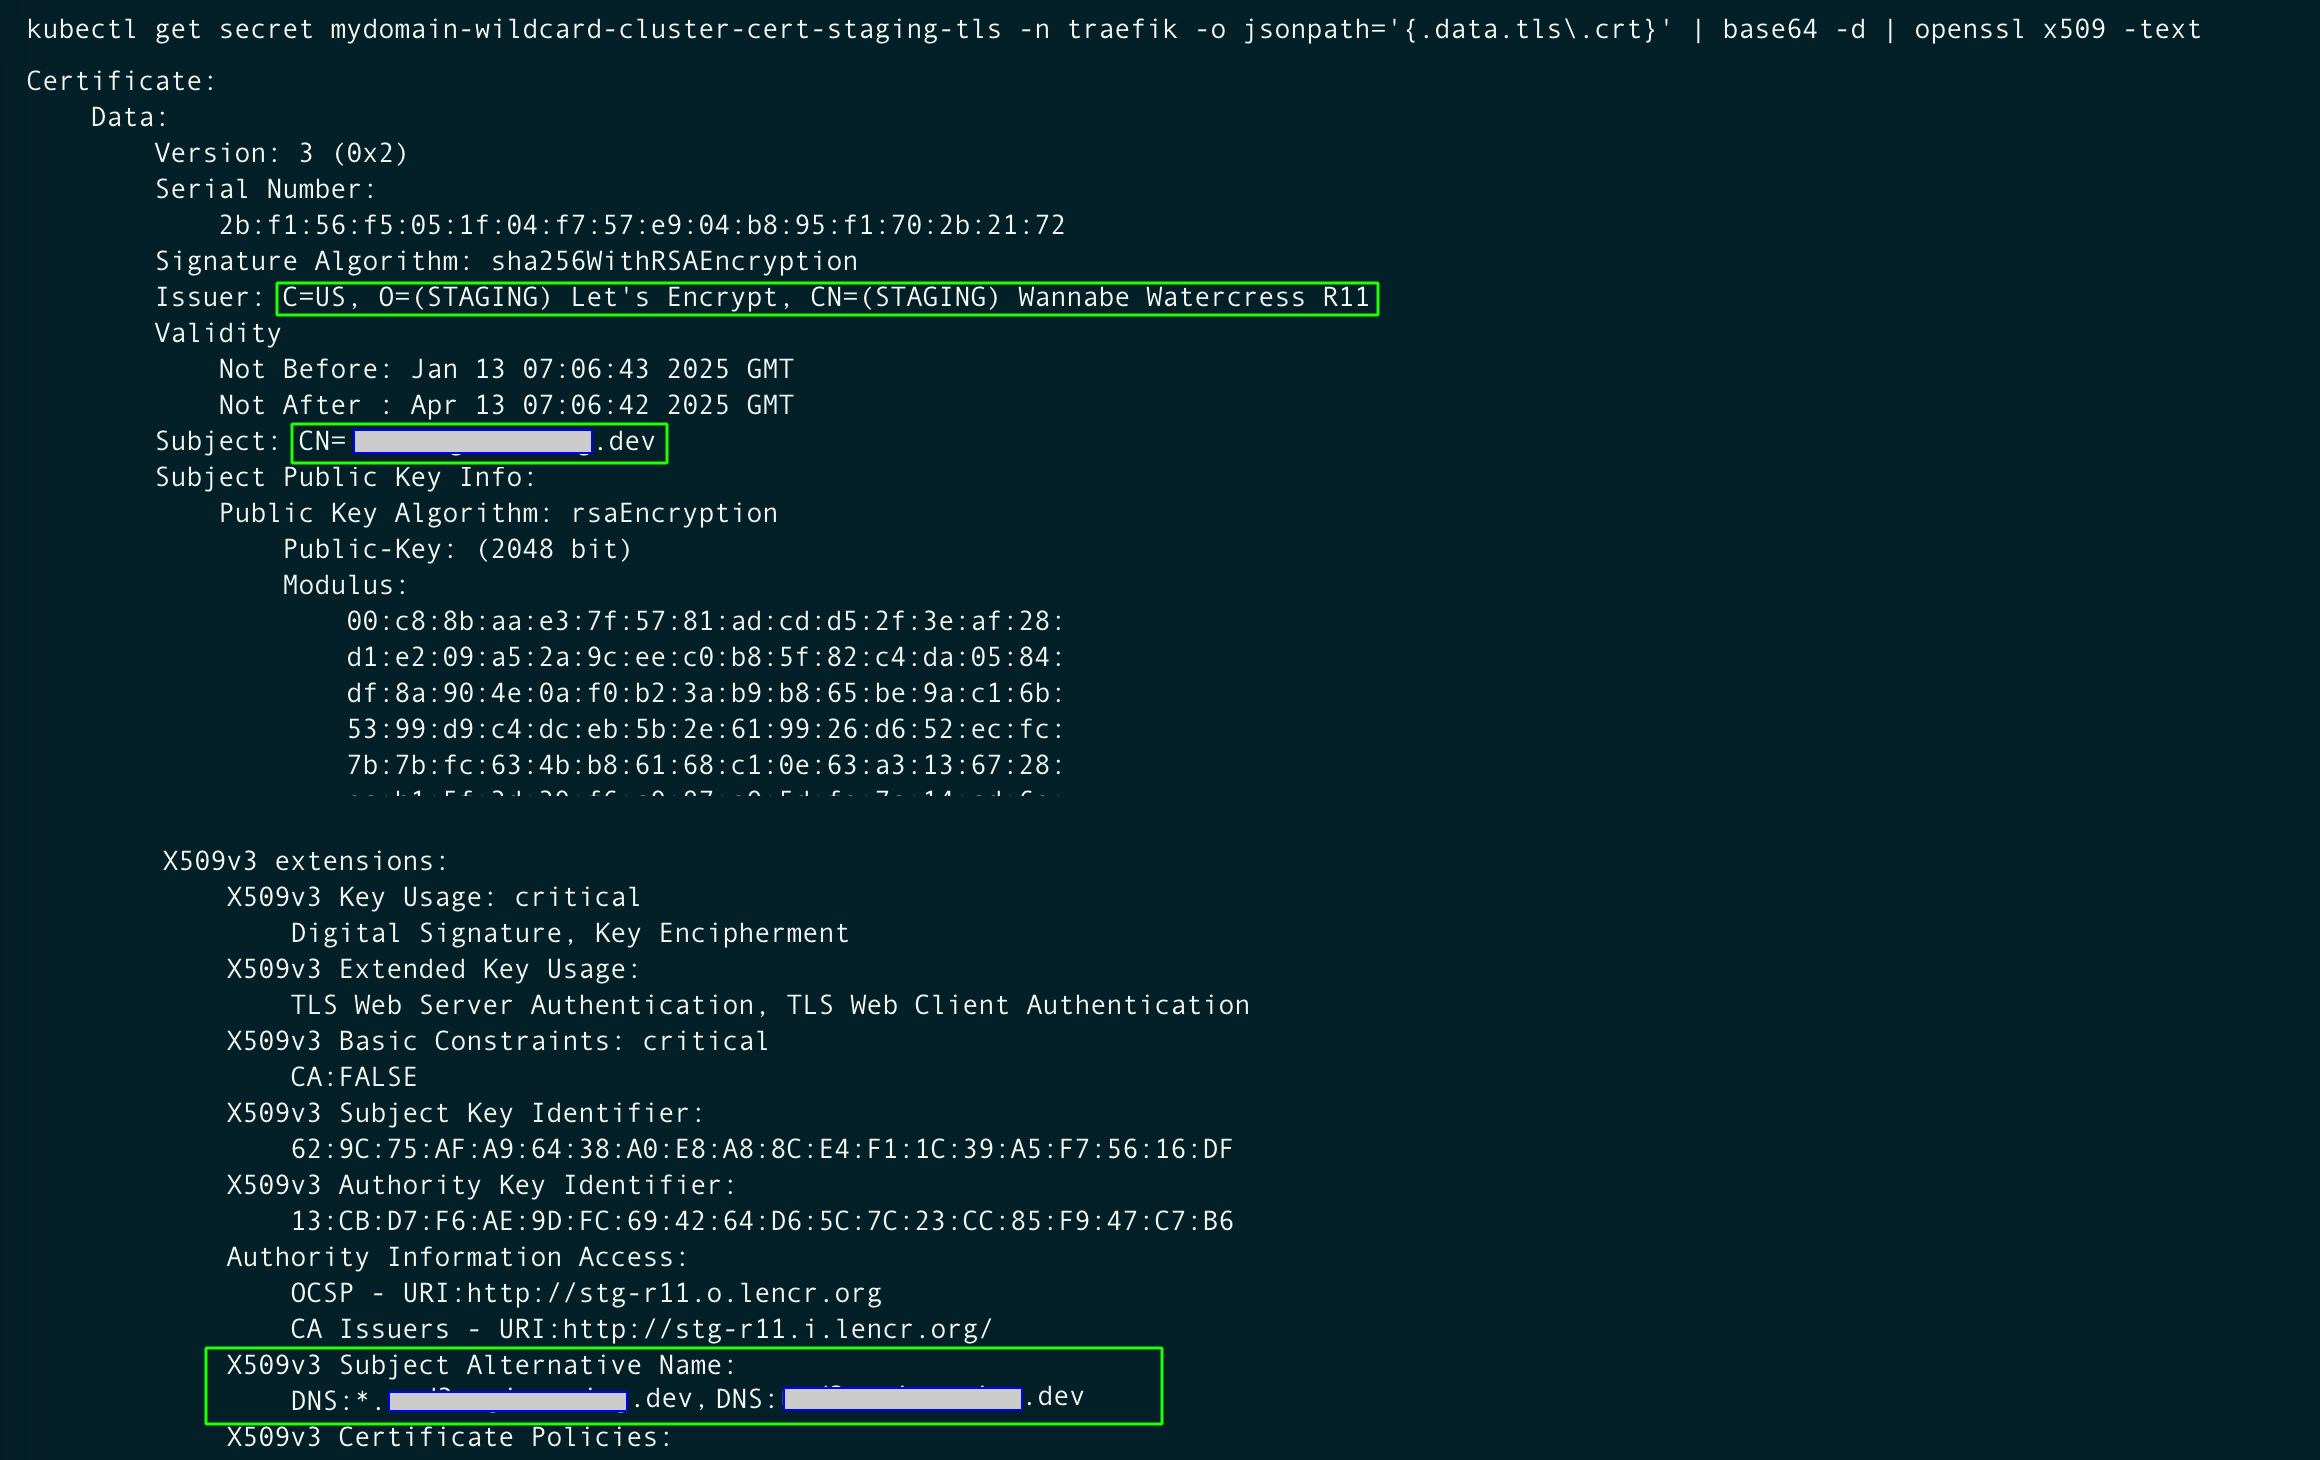 kubectl get secret mydomain-wildcard-cluster-cert-staging-tls -n traefik -o jsonpath='{.data.tls\.crt}' | base64 -d | openssl x509 -text
Certificate:
Data:
Version: 3 (0x2)
Serial Number:
2b:f1:56:f5:05:1f:04:f7:57:e9:04:b8:95:f1:70:2b:21:72
Signature Algorithm: sha256WithRSAEncryption
Issuer: C=US, O=(STAGING) Let's Encrypt, CN=(STAGING) Wannabe Watercress R11
Validity
Not Before: Jan 13 07:06:43 2025 GMT
Not After : Apr 13 07:06:42 2025 GMT
Subject: CN= .dev
Subject Public Key Info:
Public Key Algorithm: rsaEncryption
Public-Key: (2048 bit)
Modulus:
00:c8:8b:aa:e3:7f:57:81:ad:cd:d5:2f:3e:af:28:
d1:e2:09:a5:2a:9c:ee:c0:b8:5f:82:c4:da:05:84:
df:8a:90:4e:0a:f0:b2:3a:b9:b8:65:be:9a:c1:6b:
53:99:d9:c4:dc:eb:5b:2e:61:99:26:d6:52:ec:fc:
7b:7b:fc:63:4b:b8:61:68:c1:0e:63:a3:13:67:28:
X509v3 extensions:
X509v3 Key Usage: critical
Digital Signature, Key Encipherment
X509v3 Extended Key Usage:
TLS Web Server Authentication, TLS Web Client Authentication
X509v3 Basic Constraints: critical
CA:FALSE
X509v3 Subject Key Identifier:
62:9C:75:AF:A9:64:38:A0:E8:A8:8C:E4:F1:1C:39:A5:F7:56:16:DF
X509v3 Authority Key Identifier:
13:CB:D7:F6:AE:9D:FC:69:42:64:D6:5C:7C:23:CC:85:F9:47:C7:B6
Authority Information Access:
OCSP - URI:http://stg-r11.o.lencr.org
CA Issuers - URI:http://stg-r11.i.lencr.org/
X509v3 Subject Alternative Name:
DNS:*. .dev, DNS: .dev
X509v3 Certificate Policies: